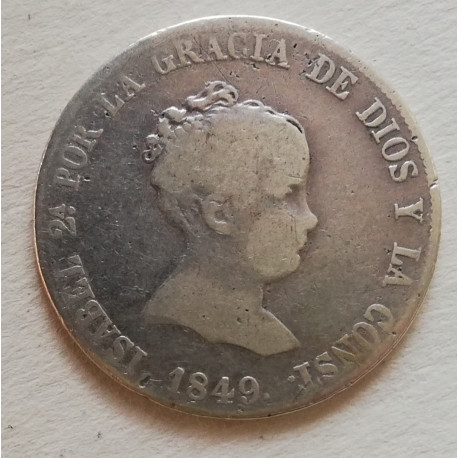 ISABEL 2ª POR LA GRACIA DE DIOS Y LA CONST.
1849.